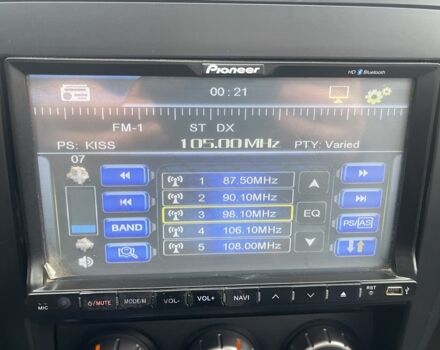 Pioneer
HD Bluetooth
00 : 21
FM-1 ST DX
PS: KISS 105.00MHz PTY: Varied
07
1 87.50MHz
2 90.10MHz
3 98.10MHz
4 106.10MHz
5 108.00MHz
BAND
EQ
PS/AS
MIC
/MUTE MODE/M VOL- VOL+ NAVI
RST